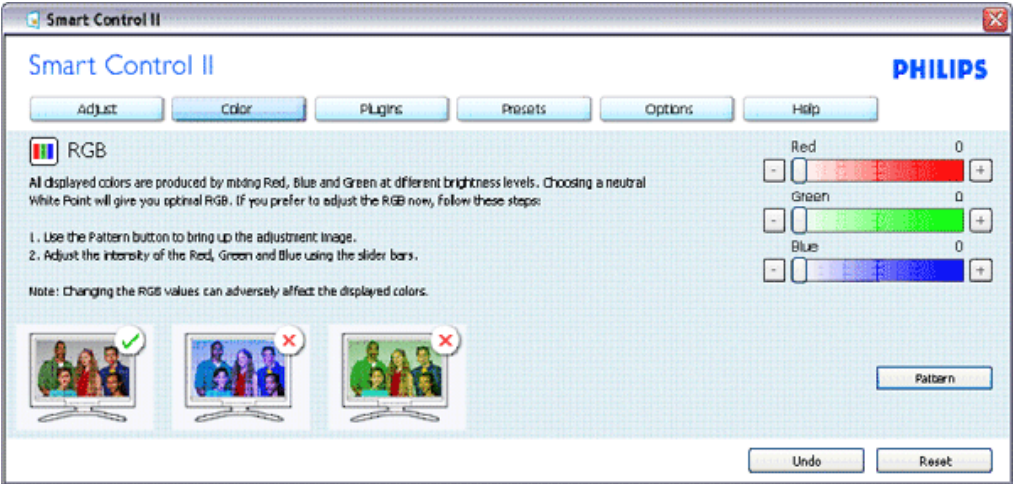 Smart Control II
Smart Control II
PHILIPS
Adjust Color Plugins Presets Options Help
RGB
All displayed colors are produced by mixing Red, Blue and Green at different brightness levels. Choosing a neutral
White Point will give you optimal RGB. If you prefer to adjust the RGB now, follow these steps:
1. Use the Pattern button to bring up the adjustment image.
2. Adjust the intensity of the Red, Green and Blue using the slider bars.
Note: Changing the RGB values can adversely affect the displayed colors.
Red 0
- +
Green 0
- +
Blue 0
- +
Pattern
Undo Reset